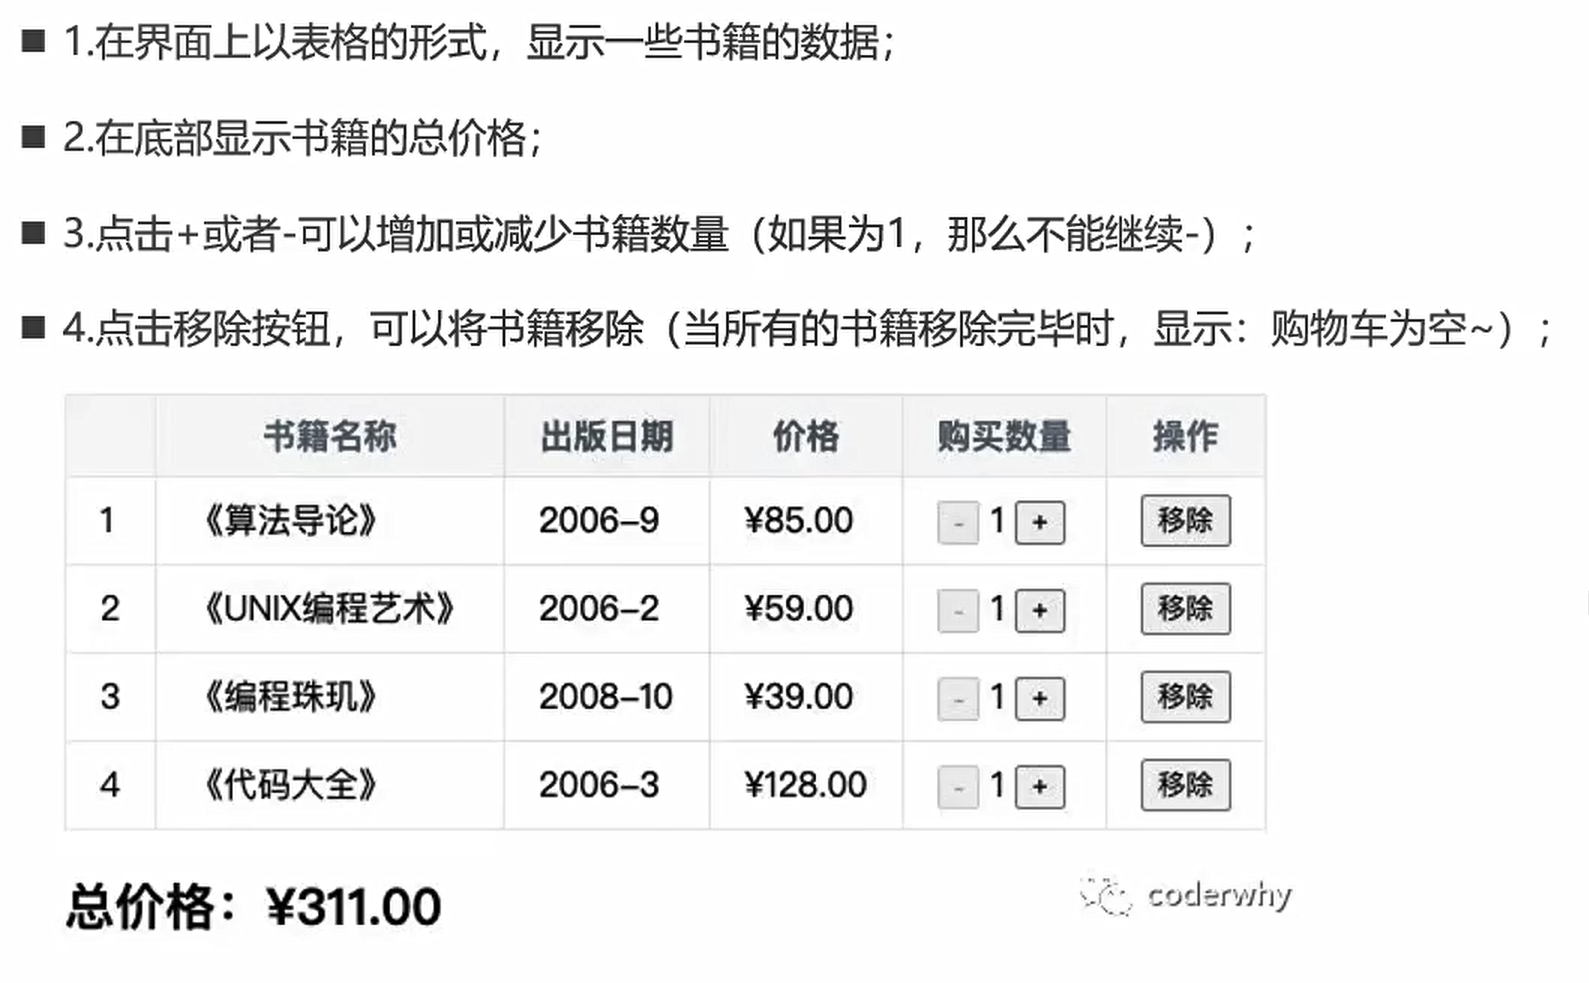 ■ 1.在界面上以表格的形式，显示一些书籍的数据；
■ 2.在底部显示书籍的总价格；
■ 3.点击+或者-可以增加或减少书籍数量（如果为1，那么不能继续-）；
■ 4.点击移除按钮，可以将书籍移除（当所有的书籍移除完毕时，显示：购物车为空~）；
书籍名称 出版日期 价格 购买数量 操作
1 《算法导论》 2006-9 ¥85.00 - 1 + 移除
2 《UNIX编程艺术》 2006-2 ¥59.00 - 1 + 移除
3 《编程珠玑》 2008-10 ¥39.00 - 1 + 移除
4 《代码大全》 2006-3 ¥128.00 - 1 + 移除
总价格：¥311.00
coderwhy